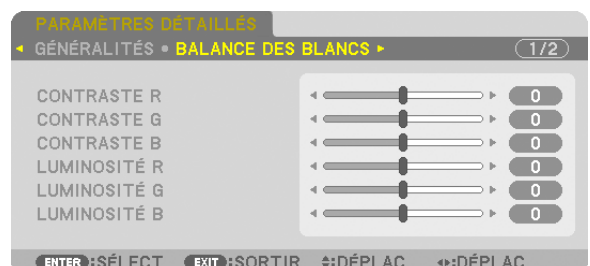 PARAMÈTRES DÉTAILLÉS
GÉNÉRALITÉS • BALANCE DES BLANCS 1/2
CONTRASTE R 0
CONTRASTE G 0
CONTRASTE B 0
LUMINOSITÉ R 0
LUMINOSITÉ G 0
LUMINOSITÉ B 0
ENTER :SÉLECT EXIT :SORTIR :DÉPLAC. :DÉPLAC.